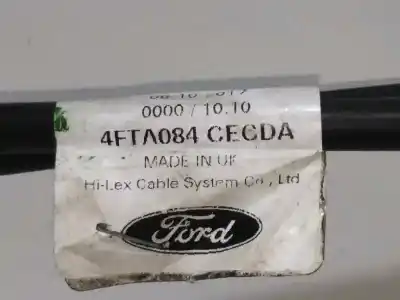 0000 / 10.10
4FTA084 CECDA
MADE IN UK
Hi-Lex Cable System Co , Ltd
Ford